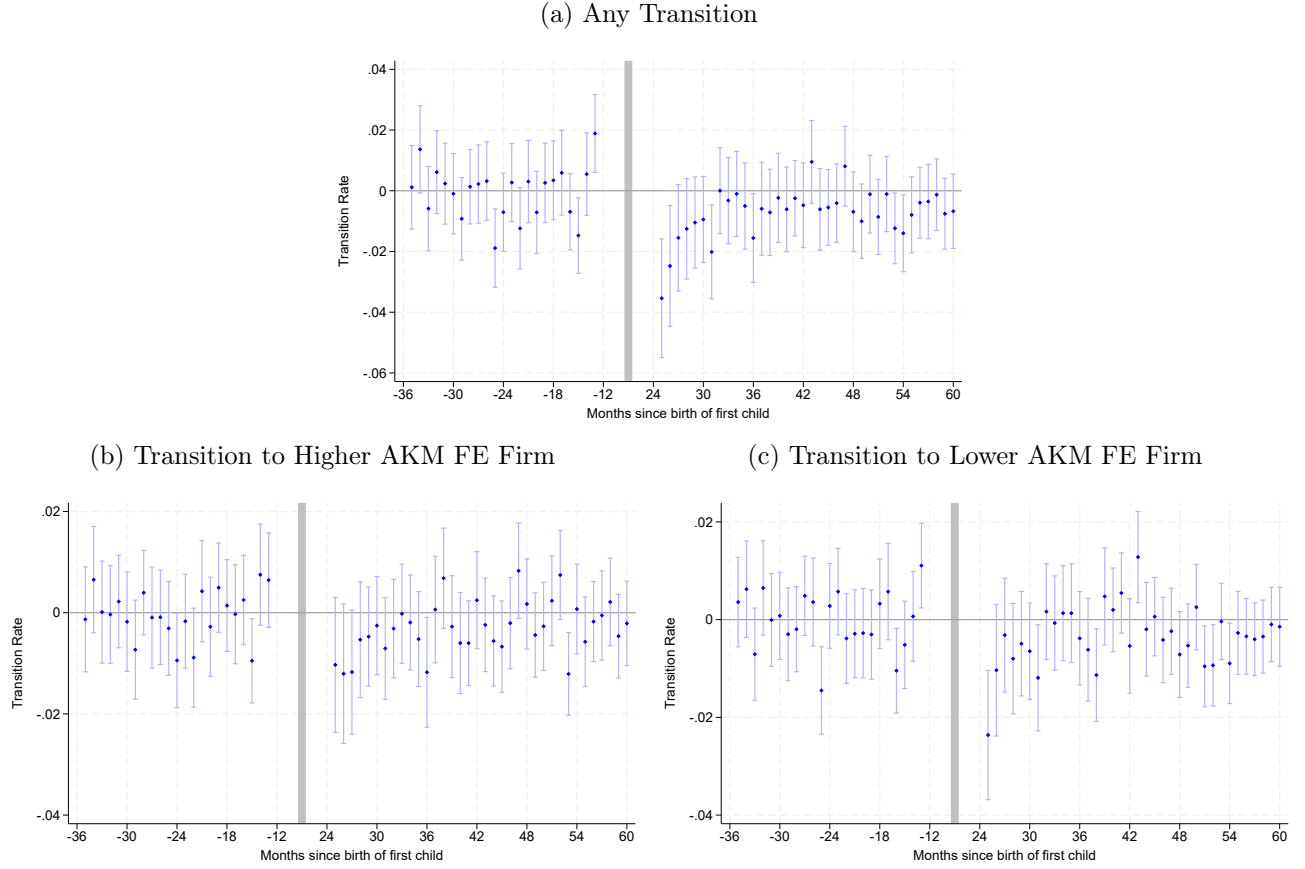 (a) Any Transition
.04
.02
0
-.02
-.04
-.06
Transition Rate
-36 -30 -24 -18 -12 24 30 36 42 48 54 60
Months since birth of first child
(b) Transition to Higher AKM FE Firm
.02
0
-.02
-.04
Transition Rate
-36 -30 -24 -18 -12 24 30 36 42 48 54 60
Months since birth of first child
(c) Transition to Lower AKM FE Firm
.02
0
-.02
-.04
Transition Rate
-36 -30 -24 -18 -12 24 30 36 42 48 54 60
Months since birth of first child